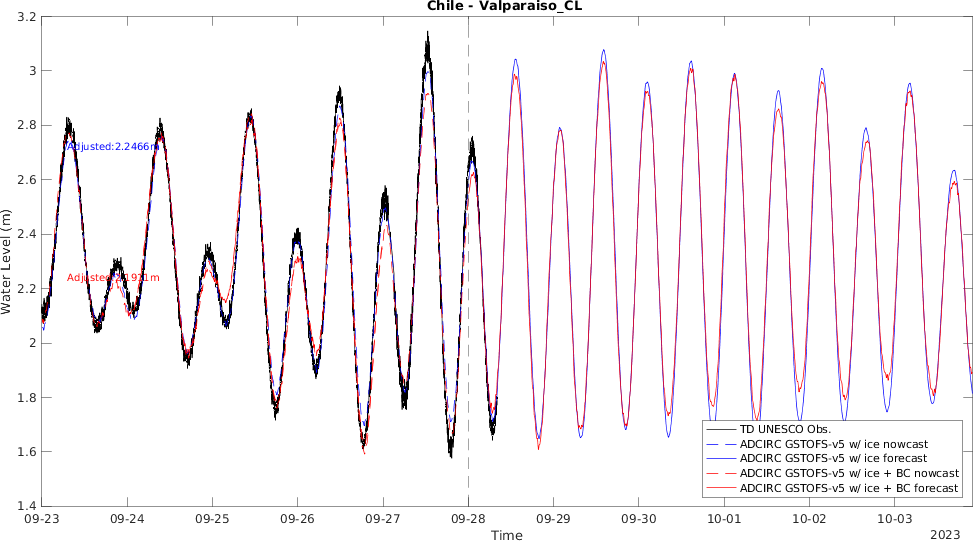 Chile - Valparaiso_CL
3.2
3
2.8
2.6
2.4
2.2
2
1.8
1.6
1.4
Water Level (m)
Adjusted:2.2466m
TD UNESCO Obs.
ADCIRC GSTOFS-v5 w/ ice nowcast
ADCIRC GSTOFS-v5 w/ ice forecast
ADCIRC GSTOFS-v5 w/ ice + BC nowcast
ADCIRC GSTOFS-v5 w/ ice + BC forecast
09-23 09-24 09-25 09-26 09-27 09-28 09-29 09-30 10-01 10-02 10-03
Time
2023